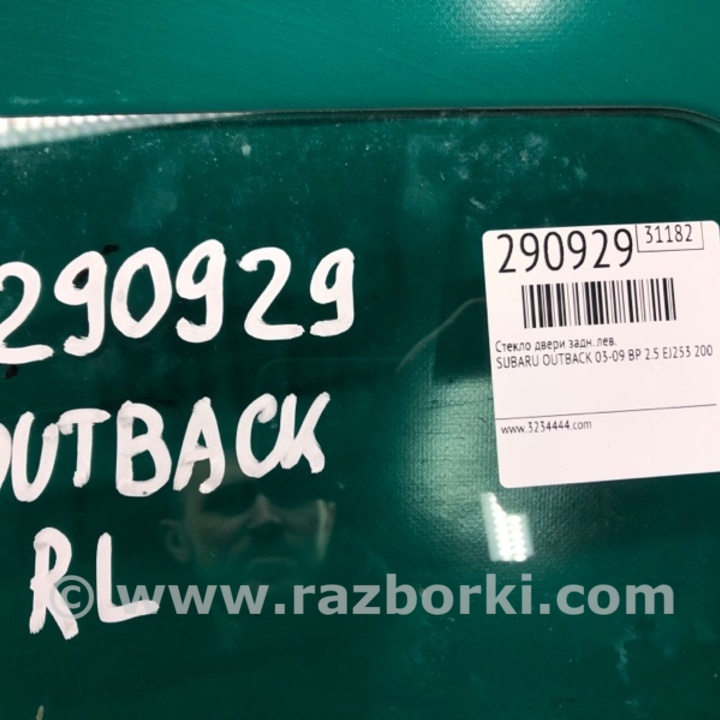 290929
OUTBACK
RL
290929 31182
Стекло двери задн.лев.
SUBARU OUTBACK 03-09 BP 2.5 EJ253 200
www.3234444.com
© www.razborki.com